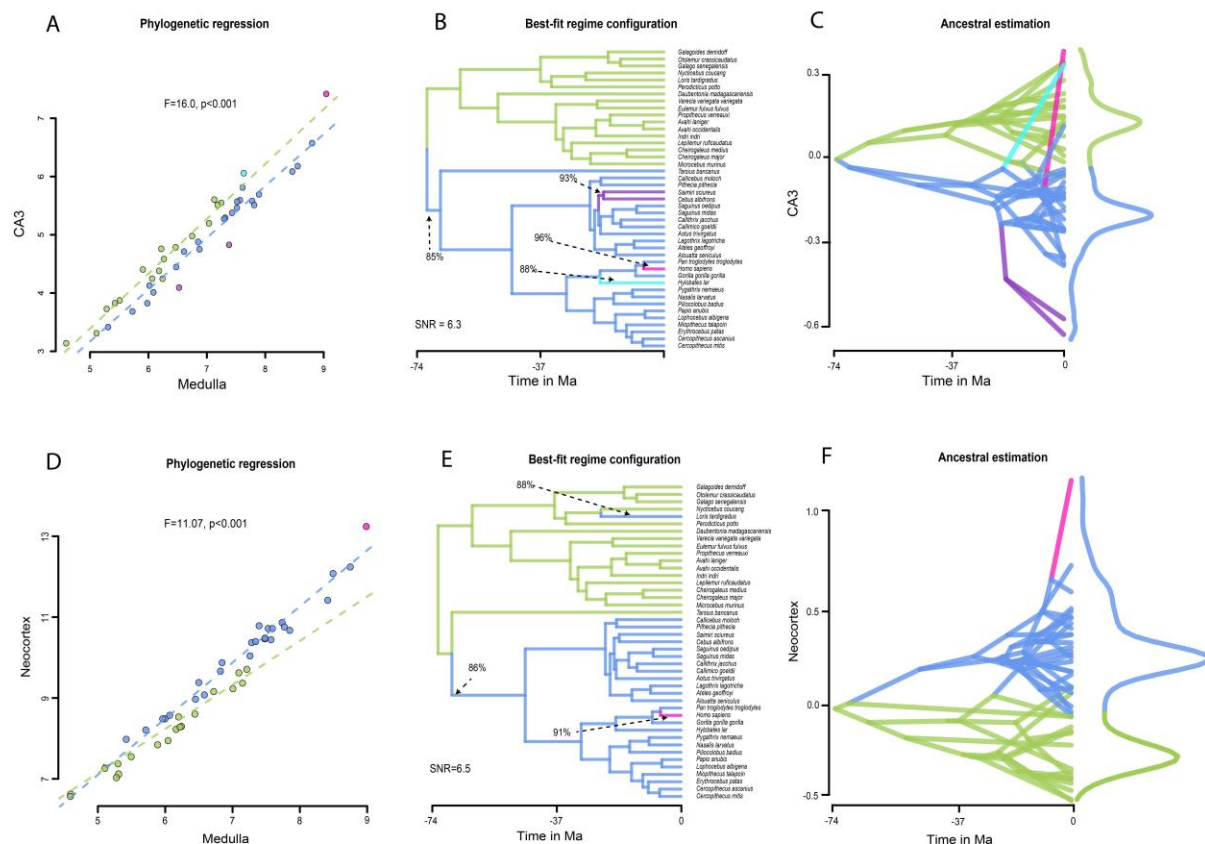 A
Phylogenetic regression
F=16.0, p<0.001
CA3
7
6
5
4
3
5
6
7
8
9
Medulla
B
Best-fit regime configuration
Galagoides demidoff
Otolemur crassicaudatus
Galago senegalensis
Nycticebus coucang
Loris tardigradus
Perodicticus potto
Daubentonia madagascariensis
Varecia variegata variegata
Eulemur fulvus fulvus
Propithecus verreauxi
Avahi laniger
Avahi occidentalis
Indri indri
Lepilemur ruficaudatus
Cheirogaleus medius
Cheirogaleus major
Microcebus murinus
Tarsius bancanus
Callicebus moloch
Pithecia pithecia
Saimiri sciureus
Cebus albifrons
Saguinus oedipus
Saguinus midas
Callithrix jacchus
Callimico goeldii
Aotus trivirgatus
Lagothrix lagotricha
Ateles geoffroyi
Alouatta seniculus
Pan troglodytes troglodytes
Homo sapiens
Gorilla gorilla gorilla
Hylobates lar
Pygathrix nemaeus
Nasalis larvatus
Piliocolobus badius
Papio anubis
Lophocebus albigena
Miopithecus talapoin
Erythrocebus patas
Cercopithecus ascanius
Cercopithecus mitis
93%
85%
96%
88%
SNR = 6.3
-74
-37
0
Time in Ma
C
Ancestral estimation
CA3
0.3
0.0
-0.3
-0.6
-74
-37
0
Time in Ma
D
Phylogenetic regression
F=11.07, p<0.001
Neocortex
13
11
9
7
5
6
7
8
9
Medulla
E
Best-fit regime configuration
Galagoides demidoff
Otolemur crassicaudatus
Galago senegalensis
Nycticebus coucang
Loris tardigradus
Perodicticus potto
Daubentonia madagascariensis
Varecia variegata variegata
Eulemur fulvus fulvus
Propithecus verreauxi
Avahi laniger
Avahi occidentalis
Indri indri
Lepilemur ruficaudatus
Cheirogaleus medius
Cheirogaleus major
Microcebus murinus
Tarsius bancanus
Callicebus moloch
Pithecia pithecia
Saimiri sciureus
Cebus albifrons
Saguinus oedipus
Saguinus midas
Callithrix jacchus
Callimico goeldii
Aotus trivirgatus
Lagothrix lagotricha
Ateles geoffroyi
Alouatta seniculus
Pan troglodytes troglodytes
Homo sapiens
Gorilla gorilla gorilla
Hylobates lar
Pygathrix nemaeus
Nasalis larvatus
Piliocolobus badius
Papio anubis
Lophocebus albigena
Miopithecus talapoin
Erythrocebus patas
Cercopithecus ascanius
Cercopithecus mitis
88%
86%
91%
SNR=6.5
-74
-37
0
Time in Ma
F
Ancestral estimation
Neocortex
1.0
0.5
0.0
-0.5
-74
-37
0
Time in Ma